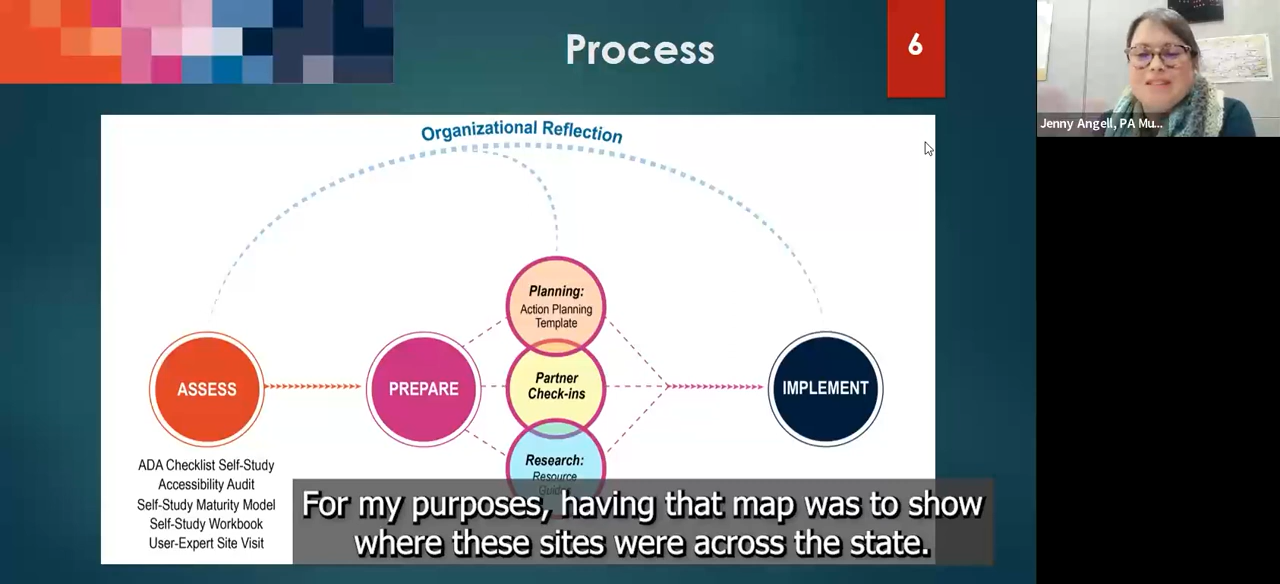 Process
6
Jenny Angell, PA Mu...
Organizational Reflection
Planning:
Action Planning
Template
ASSESS
PREPARE
Partner
Check-ins
IMPLEMENT
Research:
Resource
ADA Checklist Self-Study
Accessibility Audit
Self-Study Maturity Model
Self-Study Workbook
User-Expert Site Visit
For my purposes, having that map was to show
where these sites were across the state.